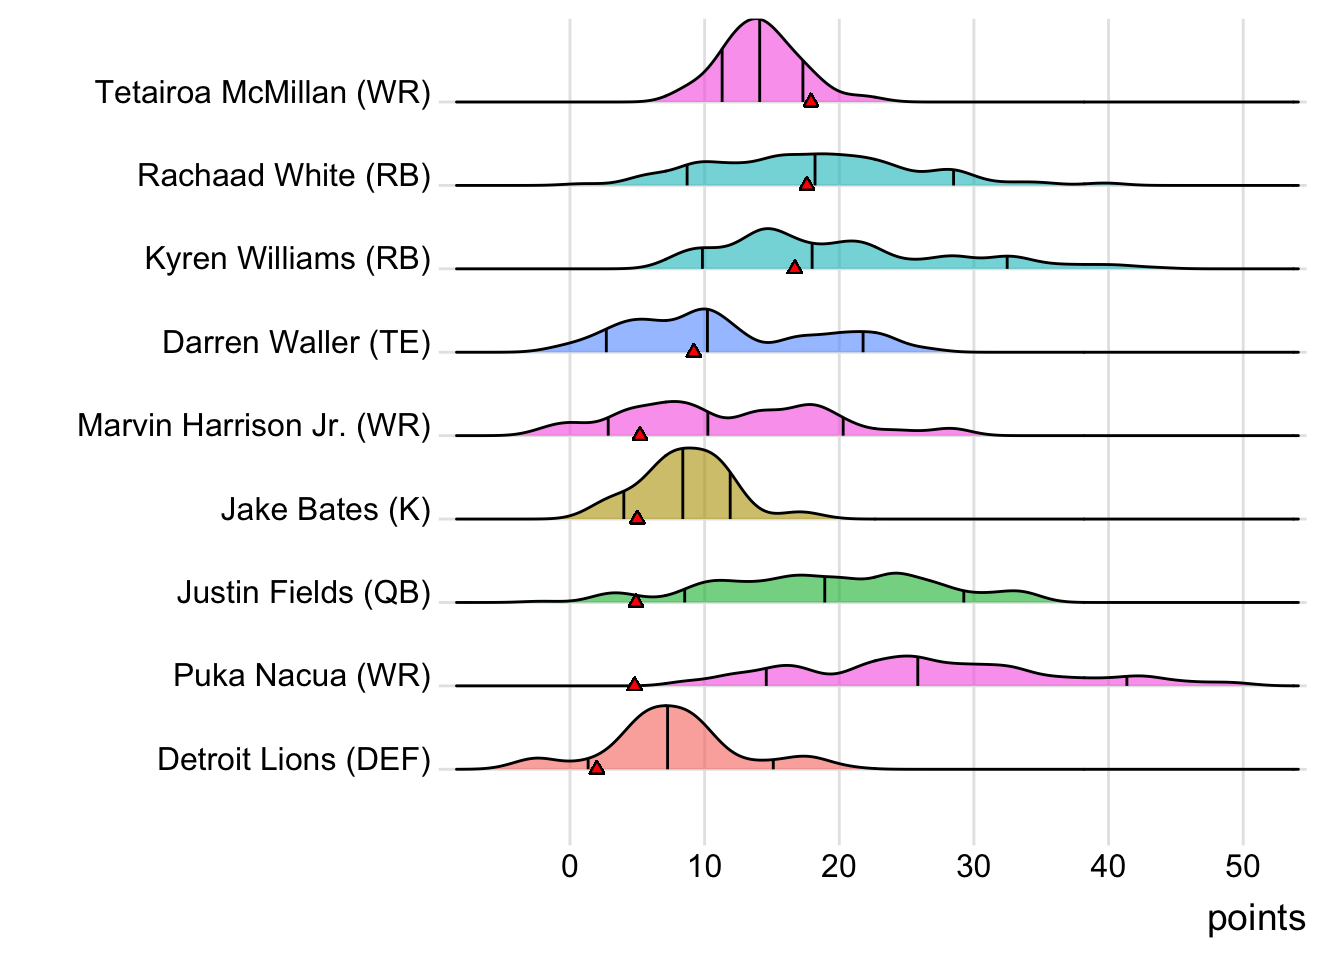 Tetairoa McMillan (WR)
Rachaad White (RB)
Kyren Williams (RB)
Darren Waller (TE)
Marvin Harrison Jr. (WR)
Jake Bates (K)
Justin Fields (QB)
Puka Nacua (WR)
Detroit Lions (DEF)
0 10 20 30 40 50
points